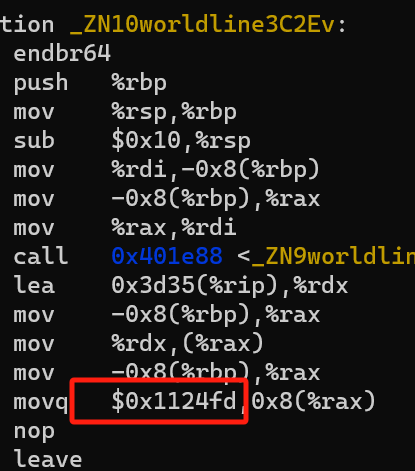 tion _ZN10worldline3C2Ev:
endbr64
push %rbp
mov %rsp,%rbp
sub $0x10,%rsp
mov %rdi,-0x8(%rbp)
mov -0x8(%rbp),%rax
mov %rax,%rdi
call 0x401e88 <_ZN9worldlin
lea 0x3d35(%rip),%rdx
mov -0x8(%rbp),%rax
mov %rdx,(%rax)
mov -0x8(%rbp),%rax
movq $0x1124fd,0x8(%rax)
nop
leave